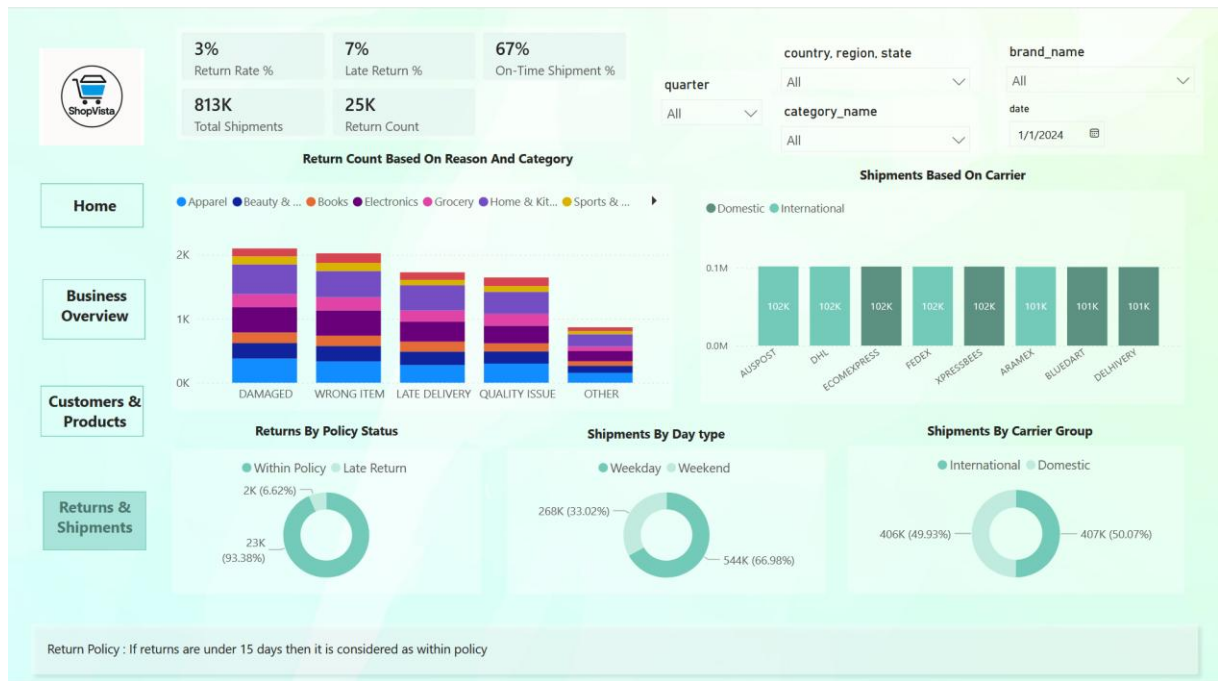 ShopVista
3%
Return Rate %
7%
Late Return %
67%
On-Time Shipment %
813K
Total Shipments
25K
Return Count
quarter
All
country, region, state
All
category_name
All
brand_name
All
date
1/1/2024
Home
Business
Overview
Customers &
Products
Returns &
Shipments
Return Count Based On Reason And Category
Apparel Beauty & ... Books Electronics Grocery Home & Kit... Sports & ...
2K
1K
0K
DAMAGED WRONG ITEM LATE DELIVERY QUALITY ISSUE OTHER
Shipments Based On Carrier
Domestic International
0.1M
102K 102K 102K 102K 102K 101K 101K 101K
0.0M
AUSPOST DHL ECOMEXPRESS FEDEX XPRESSBEES ARAMEX BLUEDART DELHIVERY
Returns By Policy Status
Within Policy Late Return
2K (6.62%)
23K
(93.38%)
Shipments By Day type
Weekday Weekend
268K (33.02%)
544K (66.98%)
Shipments By Carrier Group
International Domestic
406K (49.93%)
407K (50.07%)
Return Policy : If returns are under 15 days then it is considered as within policy